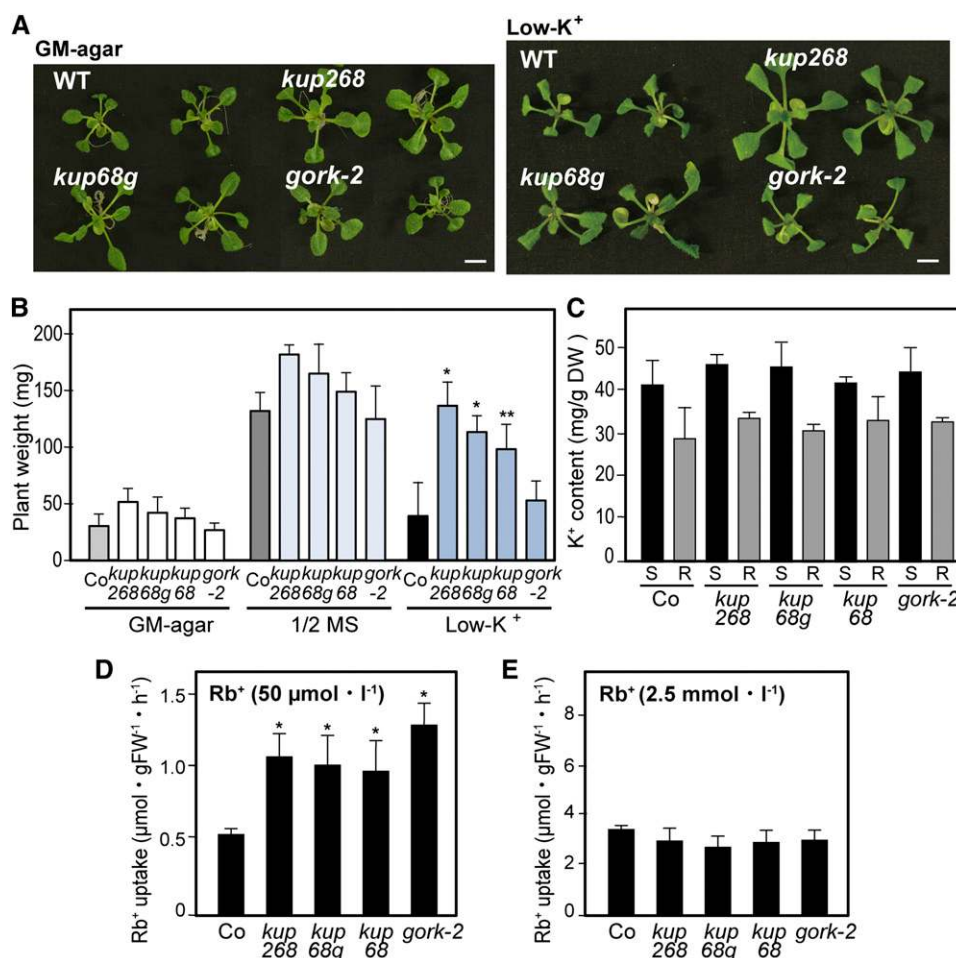 A
GM-agar
WT
kup268
kup68g
gork-2
Low-K⁺
WT
kup268
kup68g
gork-2
B
Plant weight (mg)
200
150
100
50
0
* * **
Co kup 268 kup 68g kup 68 gork -2
Co kup 268 kup 68g kup 68 gork -2
Co kup 268 kup 68g kup 68 gork -2
GM-agar 1/2 MS Low-K⁺
C
K⁺ content (mg/g DW)
50
40
30
20
10
0
S R S R S R S R S R
Co kup 268 kup 68g kup 68 gork-2
D
Rb⁺ (50 µmol・l⁻¹)
Rb⁺ uptake (µmol・gFW⁻¹・h⁻¹)
1.5
1.0
0.5
0
* * * *
Co kup 268 kup 68g kup 68 gork-2
E
Rb⁺ (2.5 mmol・l⁻¹)
Rb⁺ uptake (µmol・gFW⁻¹・h⁻¹)
8
6
4
2
0
Co kup 268 kup 68g kup 68 gork-2